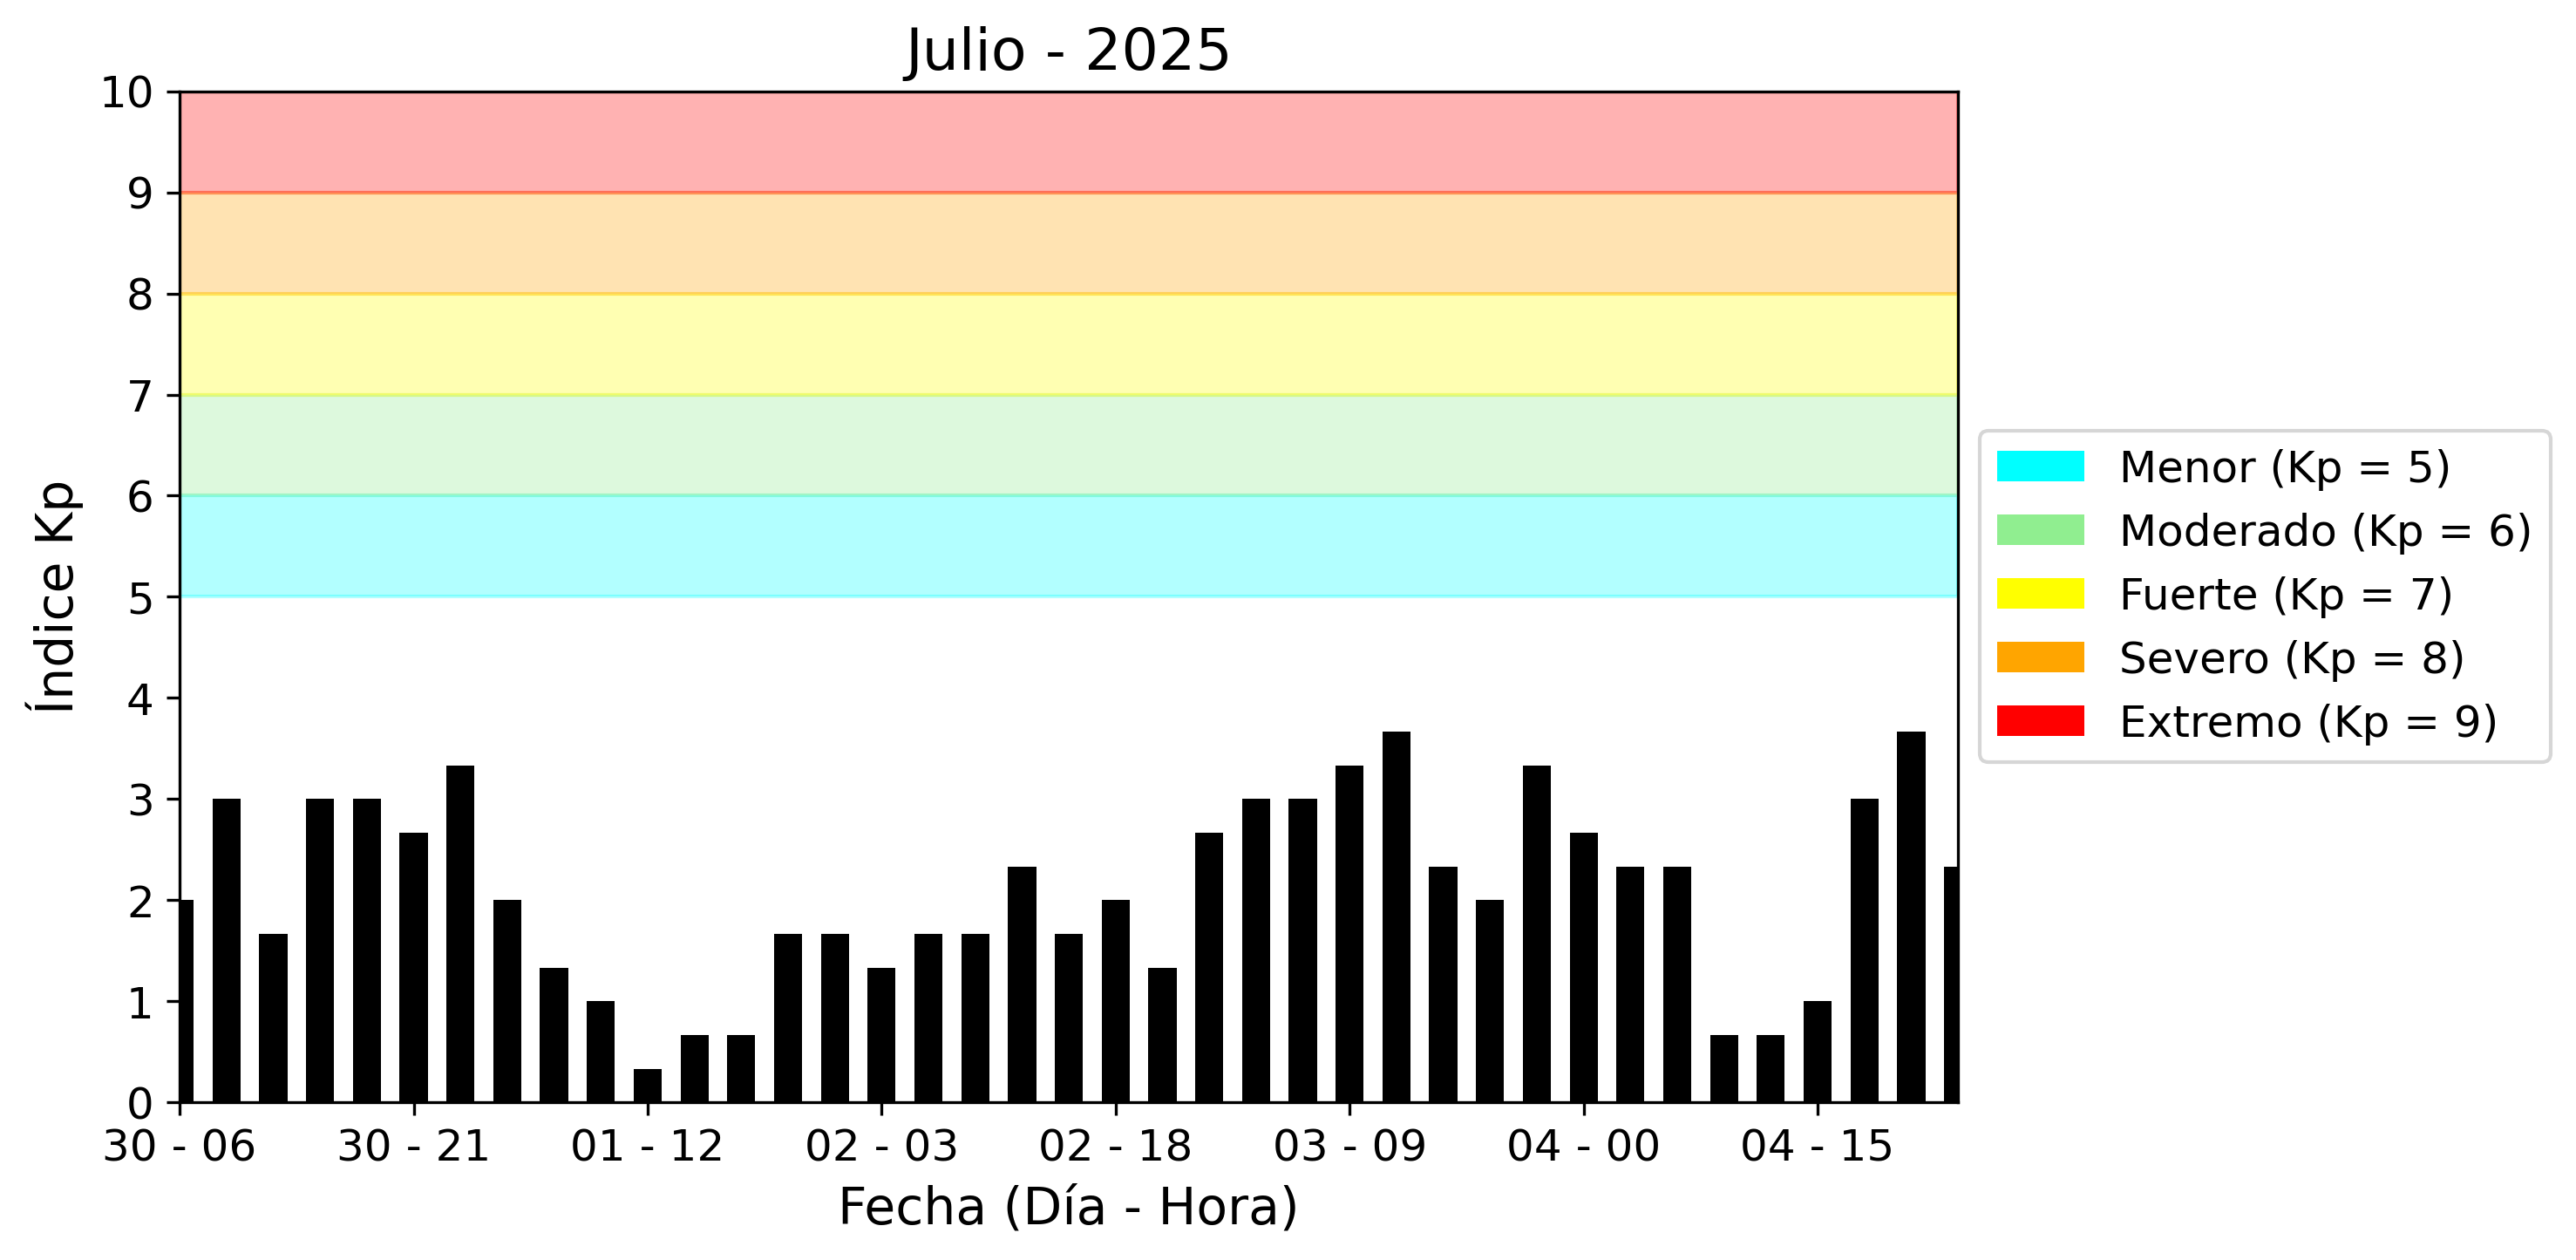 Julio - 2025
10
9
8
7
6
5
4
3
2
1
0
Índice Kp
30 - 06
30 - 21
01 - 12
02 - 03
02 - 18
03 - 09
04 - 00
04 - 15
Fecha (Día - Hora)
Menor (Kp = 5)
Moderado (Kp = 6)
Fuerte (Kp = 7)
Severo (Kp = 8)
Extremo (Kp = 9)